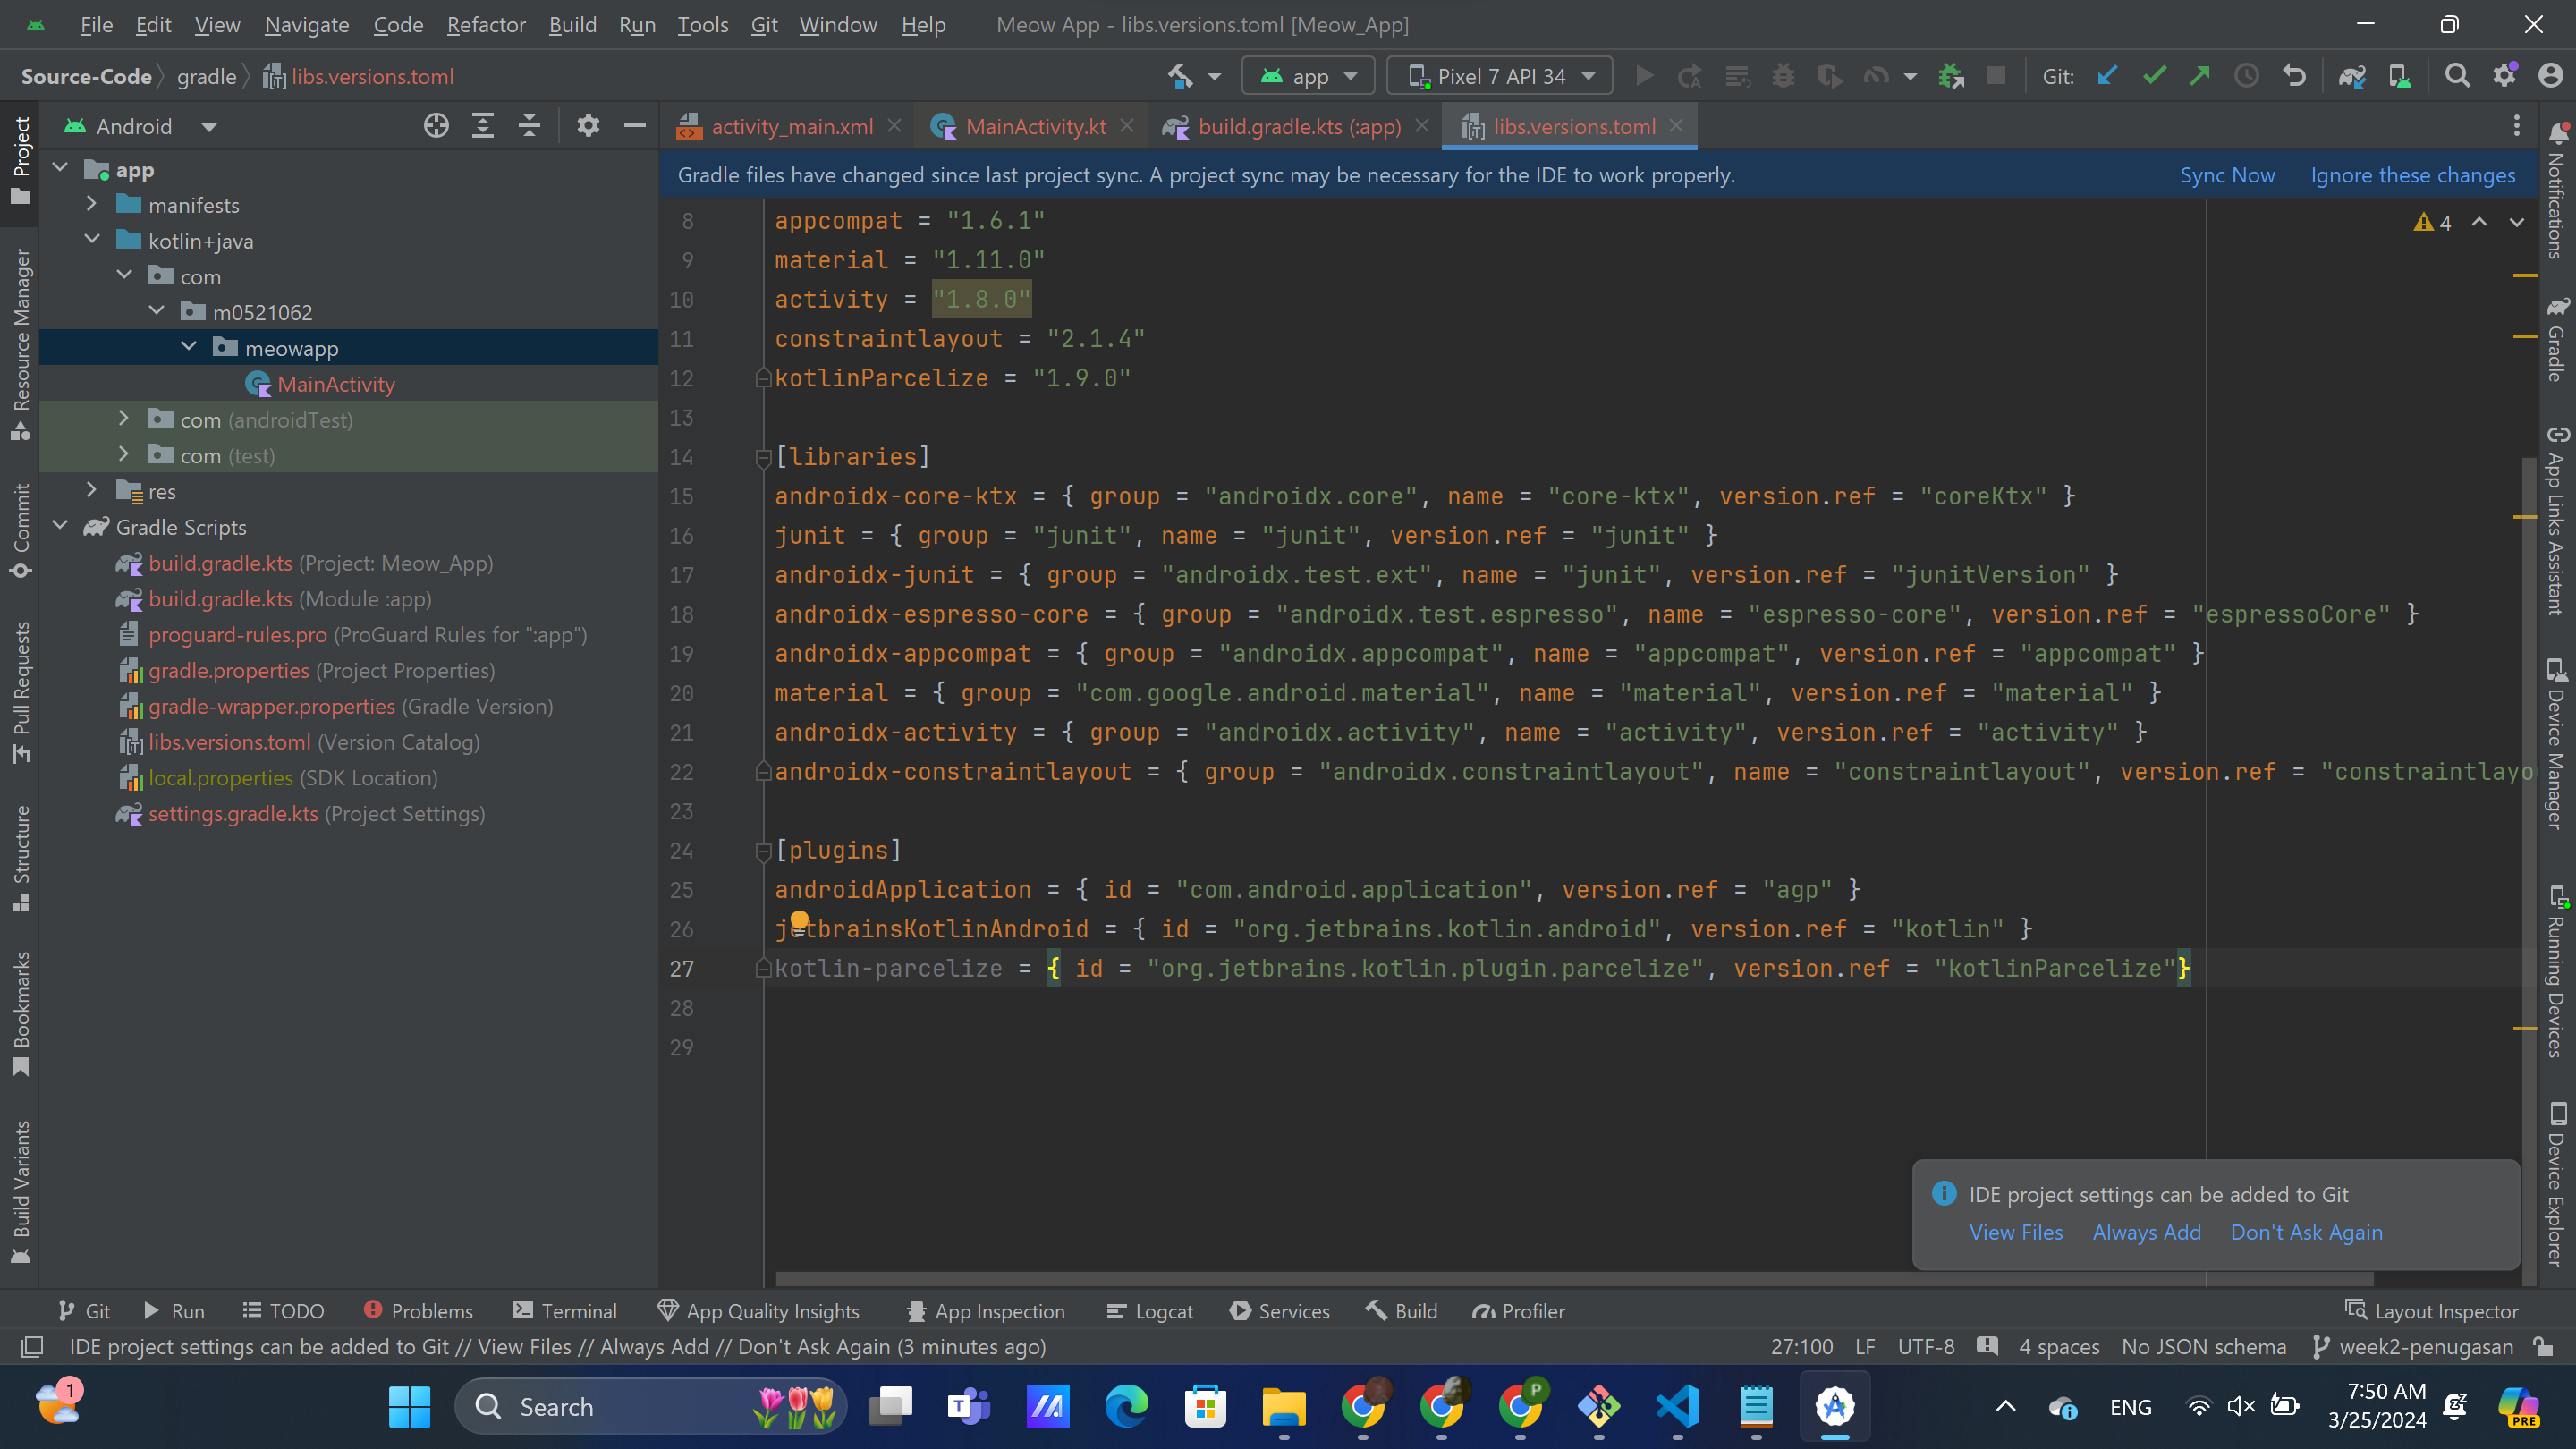 File Edit View Navigate Code Refactor Build Run Tools Git Window Help Meow App - libs.versions.toml [Meow_App]
Source-Code gradle libs.versions.toml app Pixel 7 API 34 Git:
Android
activity_main.xml MainActivity.kt build.gradle.kts (:app) libs.versions.toml
Gradle files have changed since last project sync. A project sync may be necessary for the IDE to work properly. Sync Now Ignore these changes
Project
Resource Manager
Commit
Pull Requests
Structure
Bookmarks
Build Variants
app
manifests
kotlin+java
com
m0521062
meowapp
MainActivity
com (androidTest)
com (test)
res
Gradle Scripts
build.gradle.kts (Project: Meow_App)
build.gradle.kts (Module :app)
proguard-rules.pro (ProGuard Rules for ":app")
gradle.properties (Project Properties)
gradle-wrapper.properties (Gradle Version)
libs.versions.toml (Version Catalog)
local.properties (SDK Location)
settings.gradle.kts (Project Settings)
4
8 appcompat = "1.6.1"
9 material = "1.11.0"
10 activity = "1.8.0"
11 constraintlayout = "2.1.4"
12 kotlinParcelize = "1.9.0"
13
14 [libraries]
15 androidx-core-ktx = { group = "androidx.core", name = "core-ktx", version.ref = "coreKtx" }
16 junit = { group = "junit", name = "junit", version.ref = "junit" }
17 androidx-junit = { group = "androidx.test.ext", name = "junit", version.ref = "junitVersion" }
18 androidx-espresso-core = { group = "androidx.test.espresso", name = "espresso-core", version.ref = "espressoCore" }
19 androidx-appcompat = { group = "androidx.appcompat", name = "appcompat", version.ref = "appcompat" }
20 material = { group = "com.google.android.material", name = "material", version.ref = "material" }
21 androidx-activity = { group = "androidx.activity", name = "activity", version.ref = "activity" }
22 androidx-constraintlayout = { group = "androidx.constraintlayout", name = "constraintlayout", version.ref = "constraintlayo
23
24 [plugins]
25 androidApplication = { id = "com.android.application", version.ref = "agp" }
26 jetbrainsKotlinAndroid = { id = "org.jetbrains.kotlin.android", version.ref = "kotlin" }
27 kotlin-parcelize = { id = "org.jetbrains.kotlin.plugin.parcelize", version.ref = "kotlinParcelize"}
28
29
Notifications
Gradle
App Links Assistant
Device Manager
Running Devices
Device Explorer
IDE project settings can be added to Git
View Files Always Add Don't Ask Again
Git Run TODO Problems Terminal App Quality Insights App Inspection Logcat Services Build Profiler Layout Inspector
IDE project settings can be added to Git // View Files // Always Add // Don't Ask Again (3 minutes ago) 27:100 LF UTF-8 4 spaces No JSON schema week2-penugasan
1 Search T P ENG 7:50 AM
3/25/2024
PRE